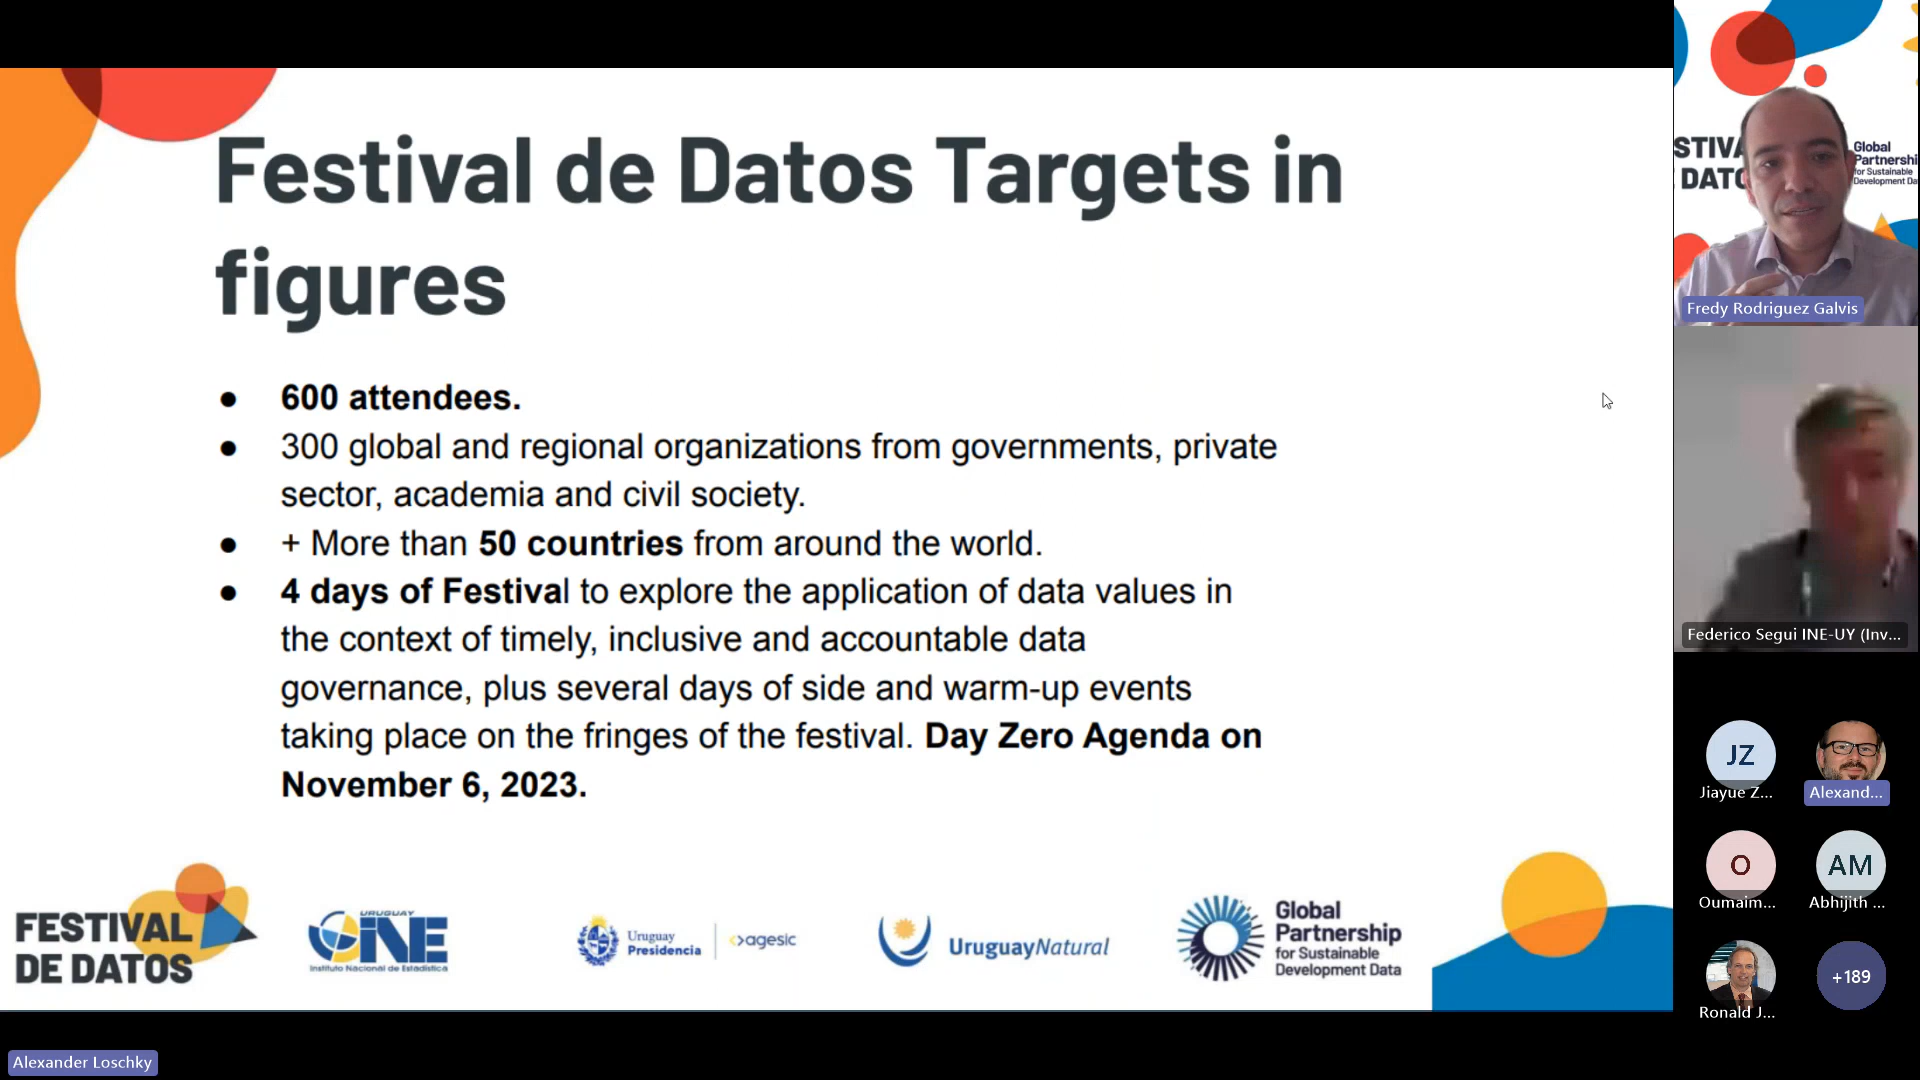 Festival de Datos Targets in
figures
● 600 attendees.
● 300 global and regional organizations from governments, private
sector, academia and civil society.
● + More than 50 countries from around the world.
● 4 days of Festival to explore the application of data values in
the context of timely, inclusive and accountable data
governance, plus several days of side and warm-up events
taking place on the fringes of the festival. Day Zero Agenda on
November 6, 2023.
FESTIVAL
DE DATOS
URUGUAY
INE
Instituto Nacional de Estadística
Uruguay
Presidencia
agesic
UruguayNatural
Global
Partnership
for Sustainable
Development Data
Alexander Loschky
STIVA
DATO
Global
Partnershi
for Sustainable
Development Da
Fredy Rodriguez Galvis
Federico Segui INE-UY (Inv...
JZ
Jiayue Z...
Alexand...
O
Oumaim...
AM
Abhijith ...
Ronald J...
+189